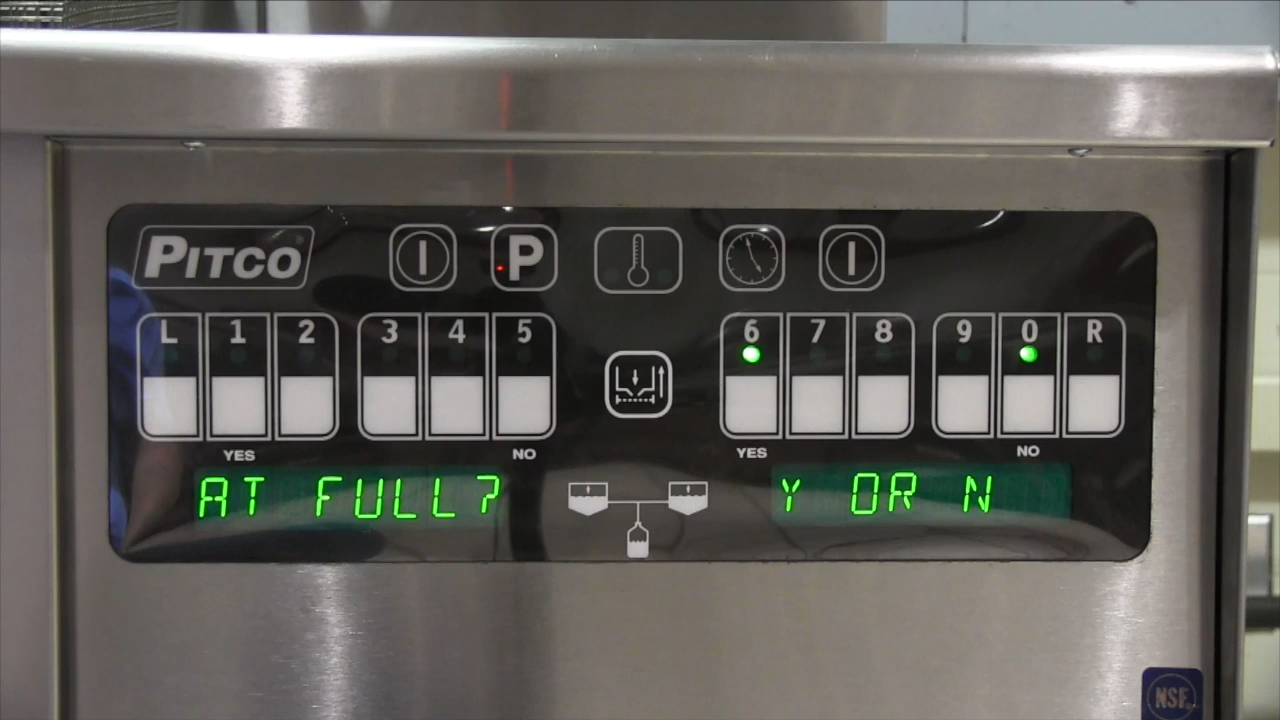 PITCO P
L 1 2 3 4 5 6 7 8 9 0 R
YES NO YES NO
AT FULL? Y OR N
NSF